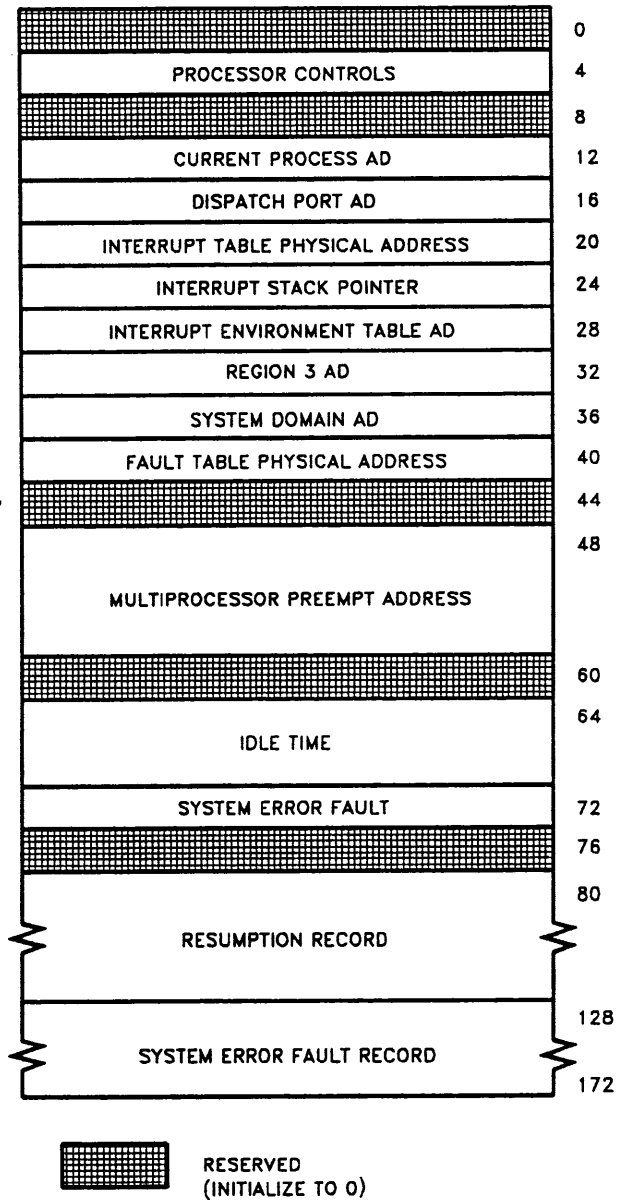 0
PROCESSOR CONTROLS 4
8
CURRENT PROCESS AD 12
DISPATCH PORT AD 16
INTERRUPT TABLE PHYSICAL ADDRESS 20
INTERRUPT STACK POINTER 24
INTERRUPT ENVIRONMENT TABLE AD 28
REGION 3 AD 32
SYSTEM DOMAIN AD 36
FAULT TABLE PHYSICAL ADDRESS 40
44
48
MULTIPROCESSOR PREEMPT ADDRESS
60
64
IDLE TIME
SYSTEM ERROR FAULT 72
76
80
RESUMPTION RECORD
128
SYSTEM ERROR FAULT RECORD
172
RESERVED
(INITIALIZE TO 0)